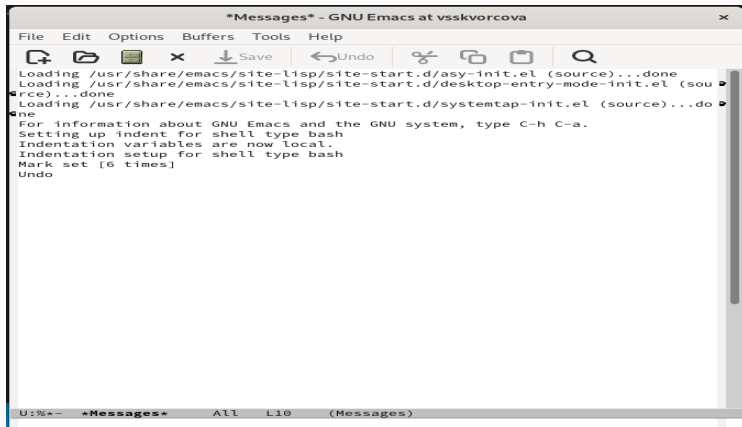 *Messages* - GNU Emacs at vsskvorcova
File Edit Options Buffers Tools Help
Save Undo
Loading /usr/share/emacs/site-lisp/site-start.d/asy-init.el (source)...done
Loading /usr/share/emacs/site-lisp/site-start.d/desktop-entry-mode-init.el (sou
rce)...done
Loading /usr/share/emacs/site-lisp/site-start.d/systemtap-init.el (source)...do
ne
For information about GNU Emacs and the GNU system, type C-h C-a.
Setting up indent for shell type bash
Indentation variables are now local.
Indentation setup for shell type bash
Mark set [6 times]
Undo
U:%*- *Messages* All L10 (Messages)